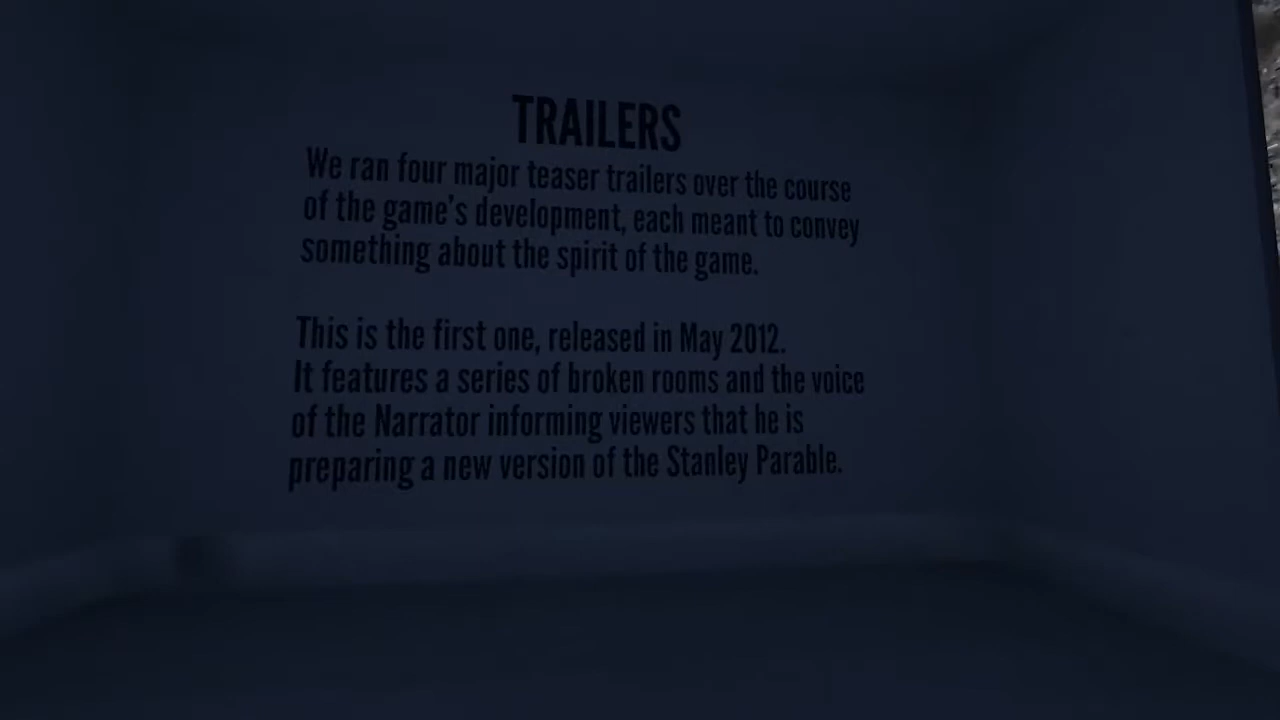 TRAILERS
We ran four major teaser trailers over the course
of the game's development, each meant to convey
something about the spirit of the game.
This is the first one, released in May 2012.
It features a series of broken rooms and the voice
of the Narrator informing viewers that he is
preparing a new version of the Stanley Parable.